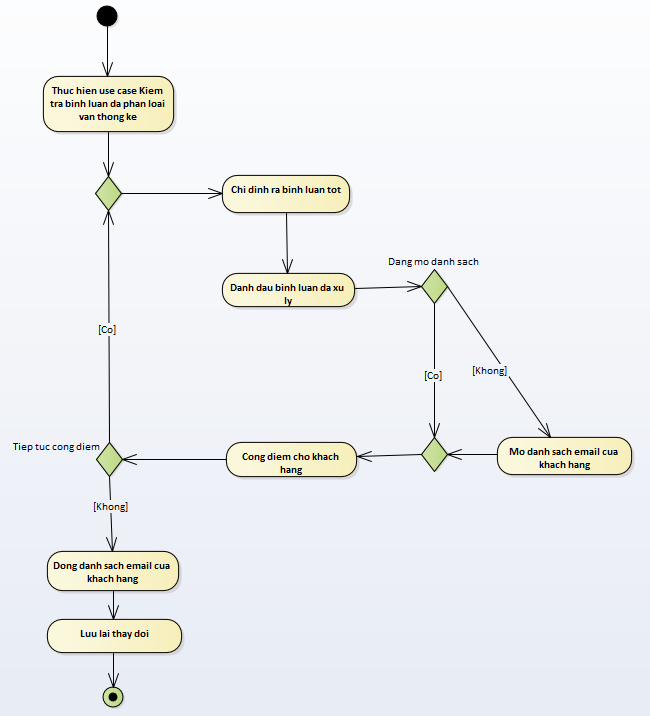 Thuc hien use case Kiem
tra binh luan da phan loai
van thong ke
Chi dinh ra binh luan tot
Dang mo danh sach
Danh dau binh luan da xu
ly
[Co]
[Co]
[Khong]
Tiep tuc cong diem
Cong diem cho khach
hang
Mo danh sach email cua
khach hang
[Khong]
Dong danh sach email cua
khach hang
Luu lai thay doi